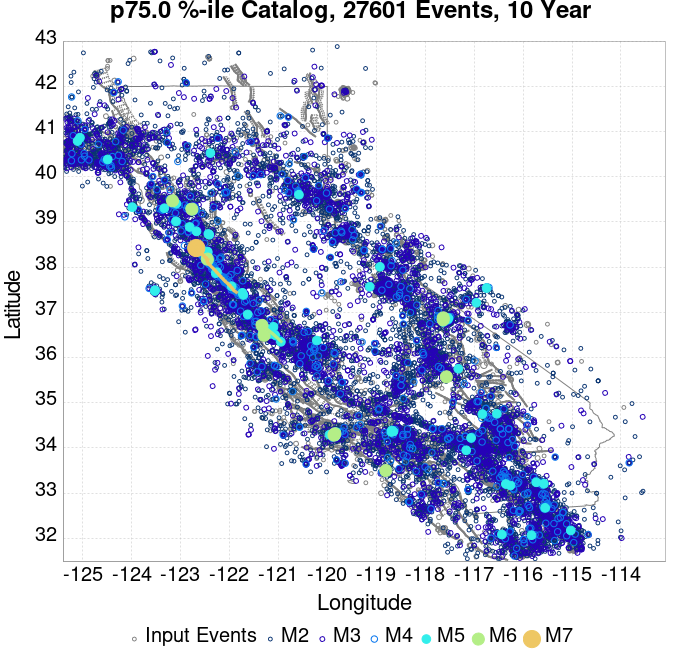 p75.0 %-ile Catalog, 27601 Events, 10 Year
43
42
41
40
39
38
37
36
35
34
33
32
Latitude
-125 -124 -123 -122 -121 -120 -119 -118 -117 -116 -115 -114
Longitude
Input Events M2 M3 M4 M5 M6 M7